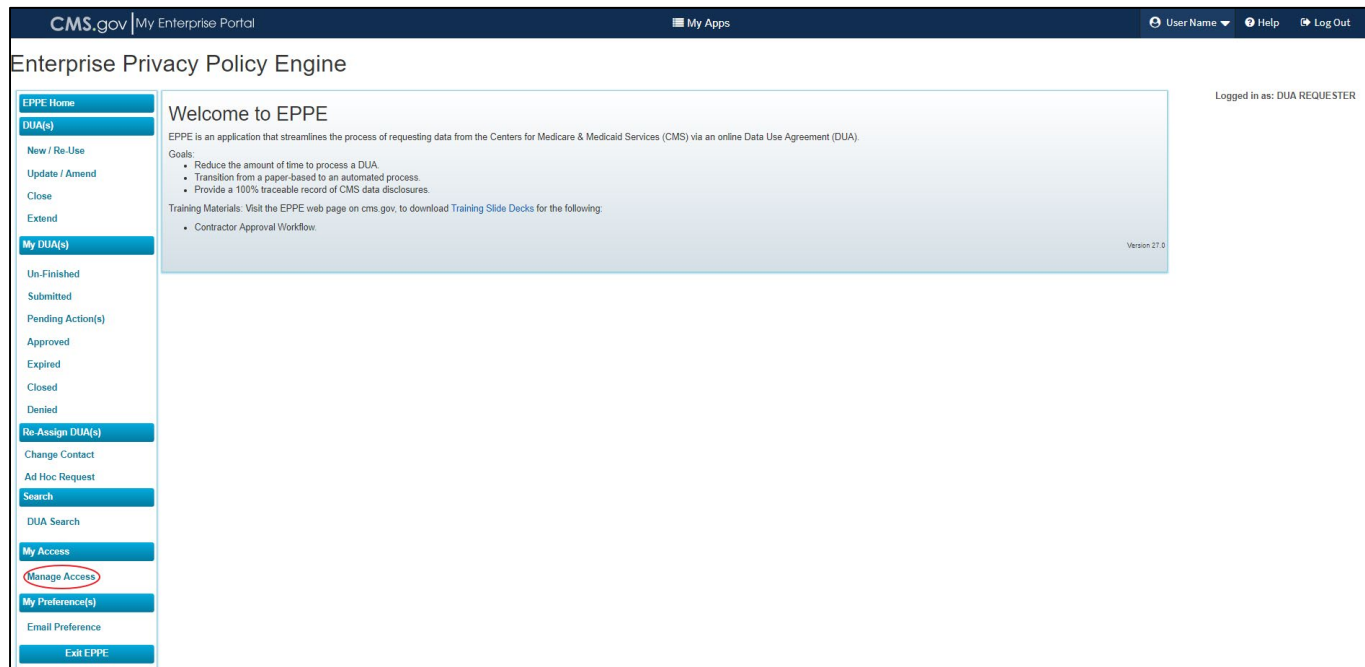 CMS.gov My Enterprise Portal
My Apps
User Name
Help
Log Out
Enterprise Privacy Policy Engine
Logged in as: DUA REQUESTER
EPPE Home
DUA(s)
New / Re-Use
Update / Amend
Close
Extend
My DUA(s)
Un-Finished
Submitted
Pending Action(s)
Approved
Expired
Closed
Denied
Re-Assign DUA(s)
Change Contact
Ad Hoc Request
Search
DUA Search
My Access
Manage Access
My Preference(s)
Email Preference
Exit EPPE
Welcome to EPPE
EPPE is an application that streamlines the process of requesting data from the Centers for Medicare & Medicaid Services (CMS) via an online Data Use Agreement (DUA).
Goals:
• Reduce the amount of time to process a DUA.
• Transition from a paper-based to an automated process.
• Provide a 100% traceable record of CMS data disclosures.
Training Materials: Visit the EPPE web page on cms.gov, to download Training Slide Decks for the following:
• Contractor Approval Workflow.
Version 27.0